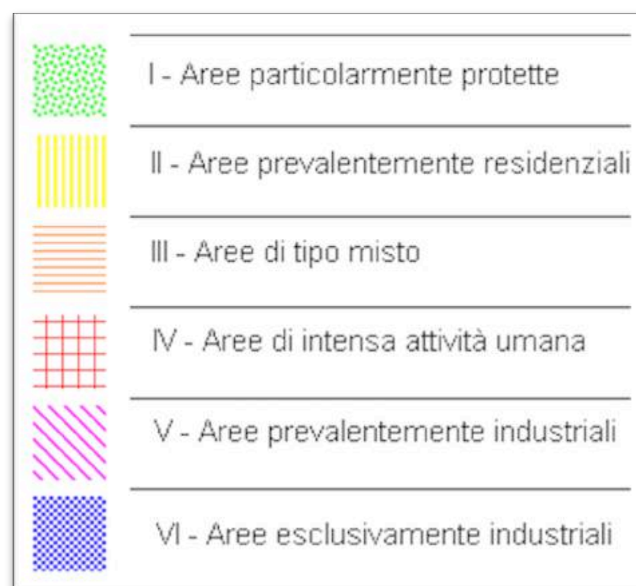 I - Aree particolarmente protette
II - Aree prevalentemente residenziali
III - Aree di tipo misto
IV - Aree di intensa attività umana
V - Aree prevalentemente industriali
VI - Aree esclusivamente industriali